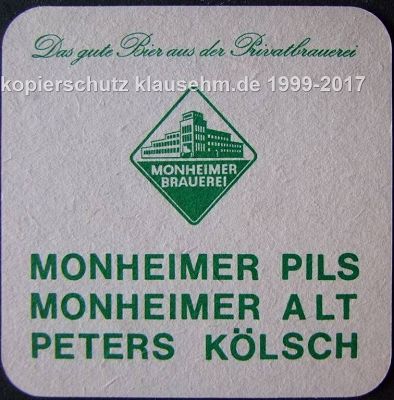 Das gute Bier aus der Privatbrauerei
kopierschutz klausehm.de 1999-2017
MONHEIMER
BRAUEREI
MONHEIMER PILS
MONHEIMER ALT
PETERS KÖLSCH